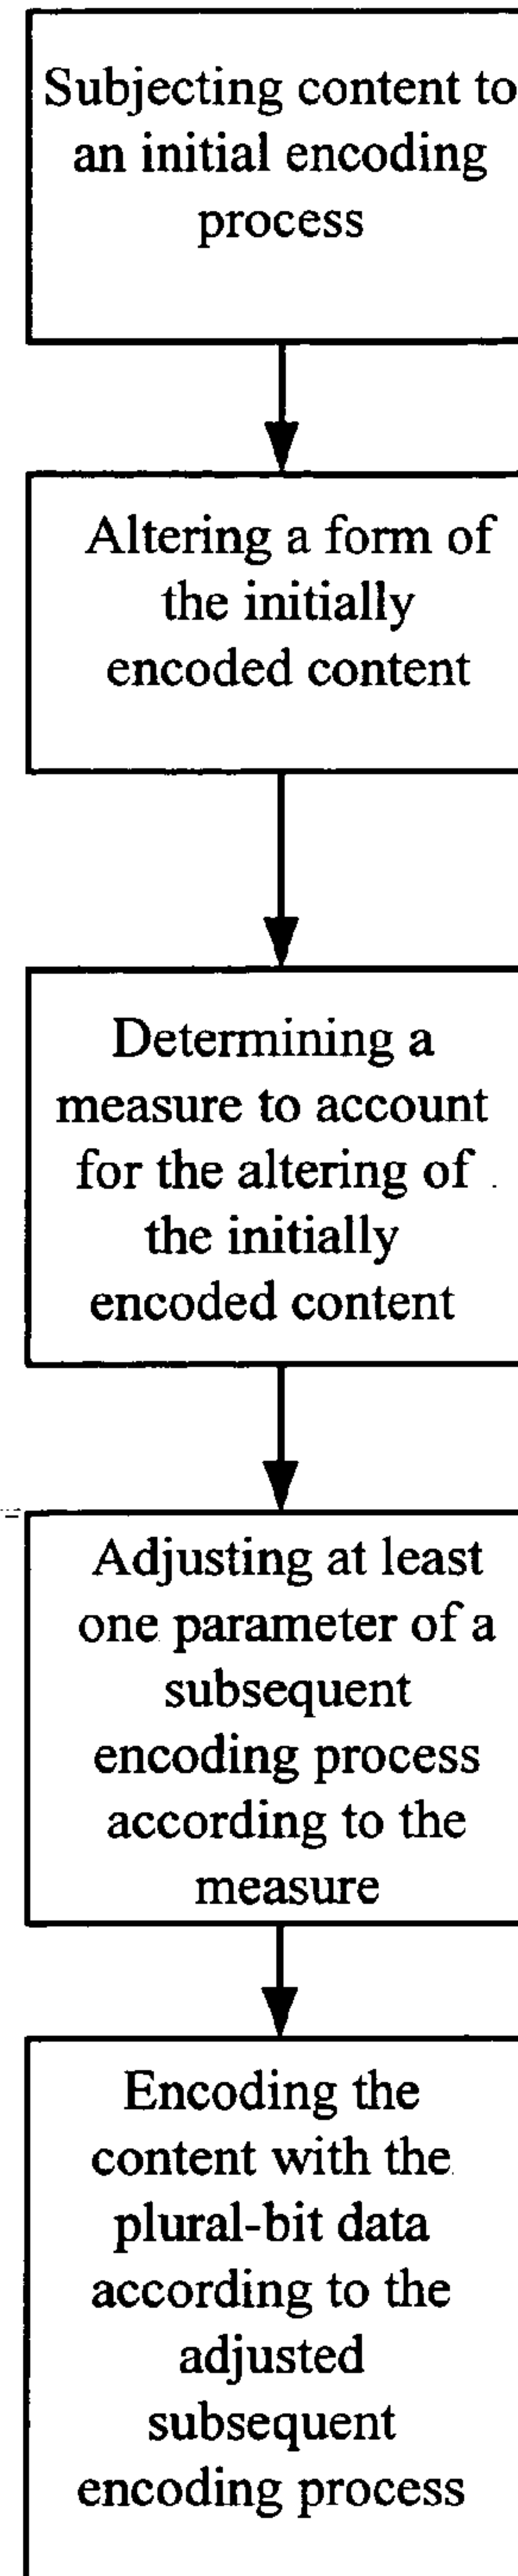 Subjecting content to
an initial encoding
process
Altering a form of
the initially
encoded content
Determining a
measure to account
for the altering of
the initially
encoded content
Adjusting at least
one parameter of a
subsequent
encoding process
according to the
measure
Encoding the
content with the
plural-bit data
according to the
adjusted
subsequent
encoding process